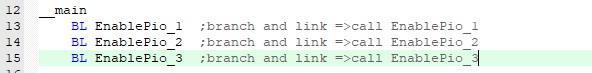 12 __main
13 BL EnablePio_1 ;branch and link =>call EnablePio_1
14 BL EnablePio_2 ;branch and link =>call EnablePio_2
15 BL EnablePio_3 ;branch and link =>call EnablePio_3